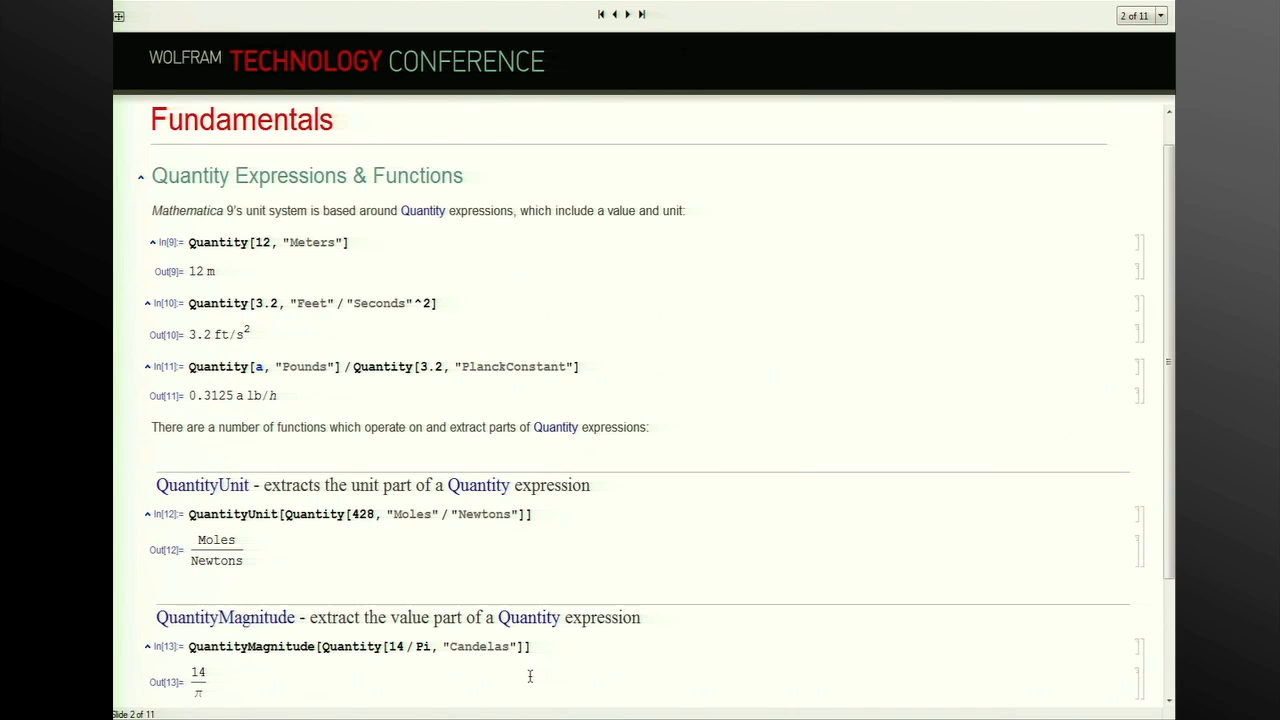 2 of 11
WOLFRAM TECHNOLOGY CONFERENCE
Fundamentals
Quantity Expressions & Functions
Mathematica 9's unit system is based around Quantity expressions, which include a value and unit:
In[9]:= Quantity[12, "Meters"]
Out[9]= 12 m
In[10]:= Quantity[3.2, "Feet" / "Seconds"^2]
Out[10]= 3.2 ft/s²
In[11]:= Quantity[a, "Pounds"] / Quantity[3.2, "PlanckConstant"]
Out[11]= 0.3125 a lb/h
There are a number of functions which operate on and extract parts of Quantity expressions:
QuantityUnit - extracts the unit part of a Quantity expression
In[12]:= QuantityUnit[Quantity[428, "Moles" / "Newtons"]]
Out[12]= Moles
Newtons
QuantityMagnitude - extract the value part of a Quantity expression
In[13]:= QuantityMagnitude[Quantity[14 / Pi, "Candelas"]]
Out[13]= 14
π
Slide 2 of 11